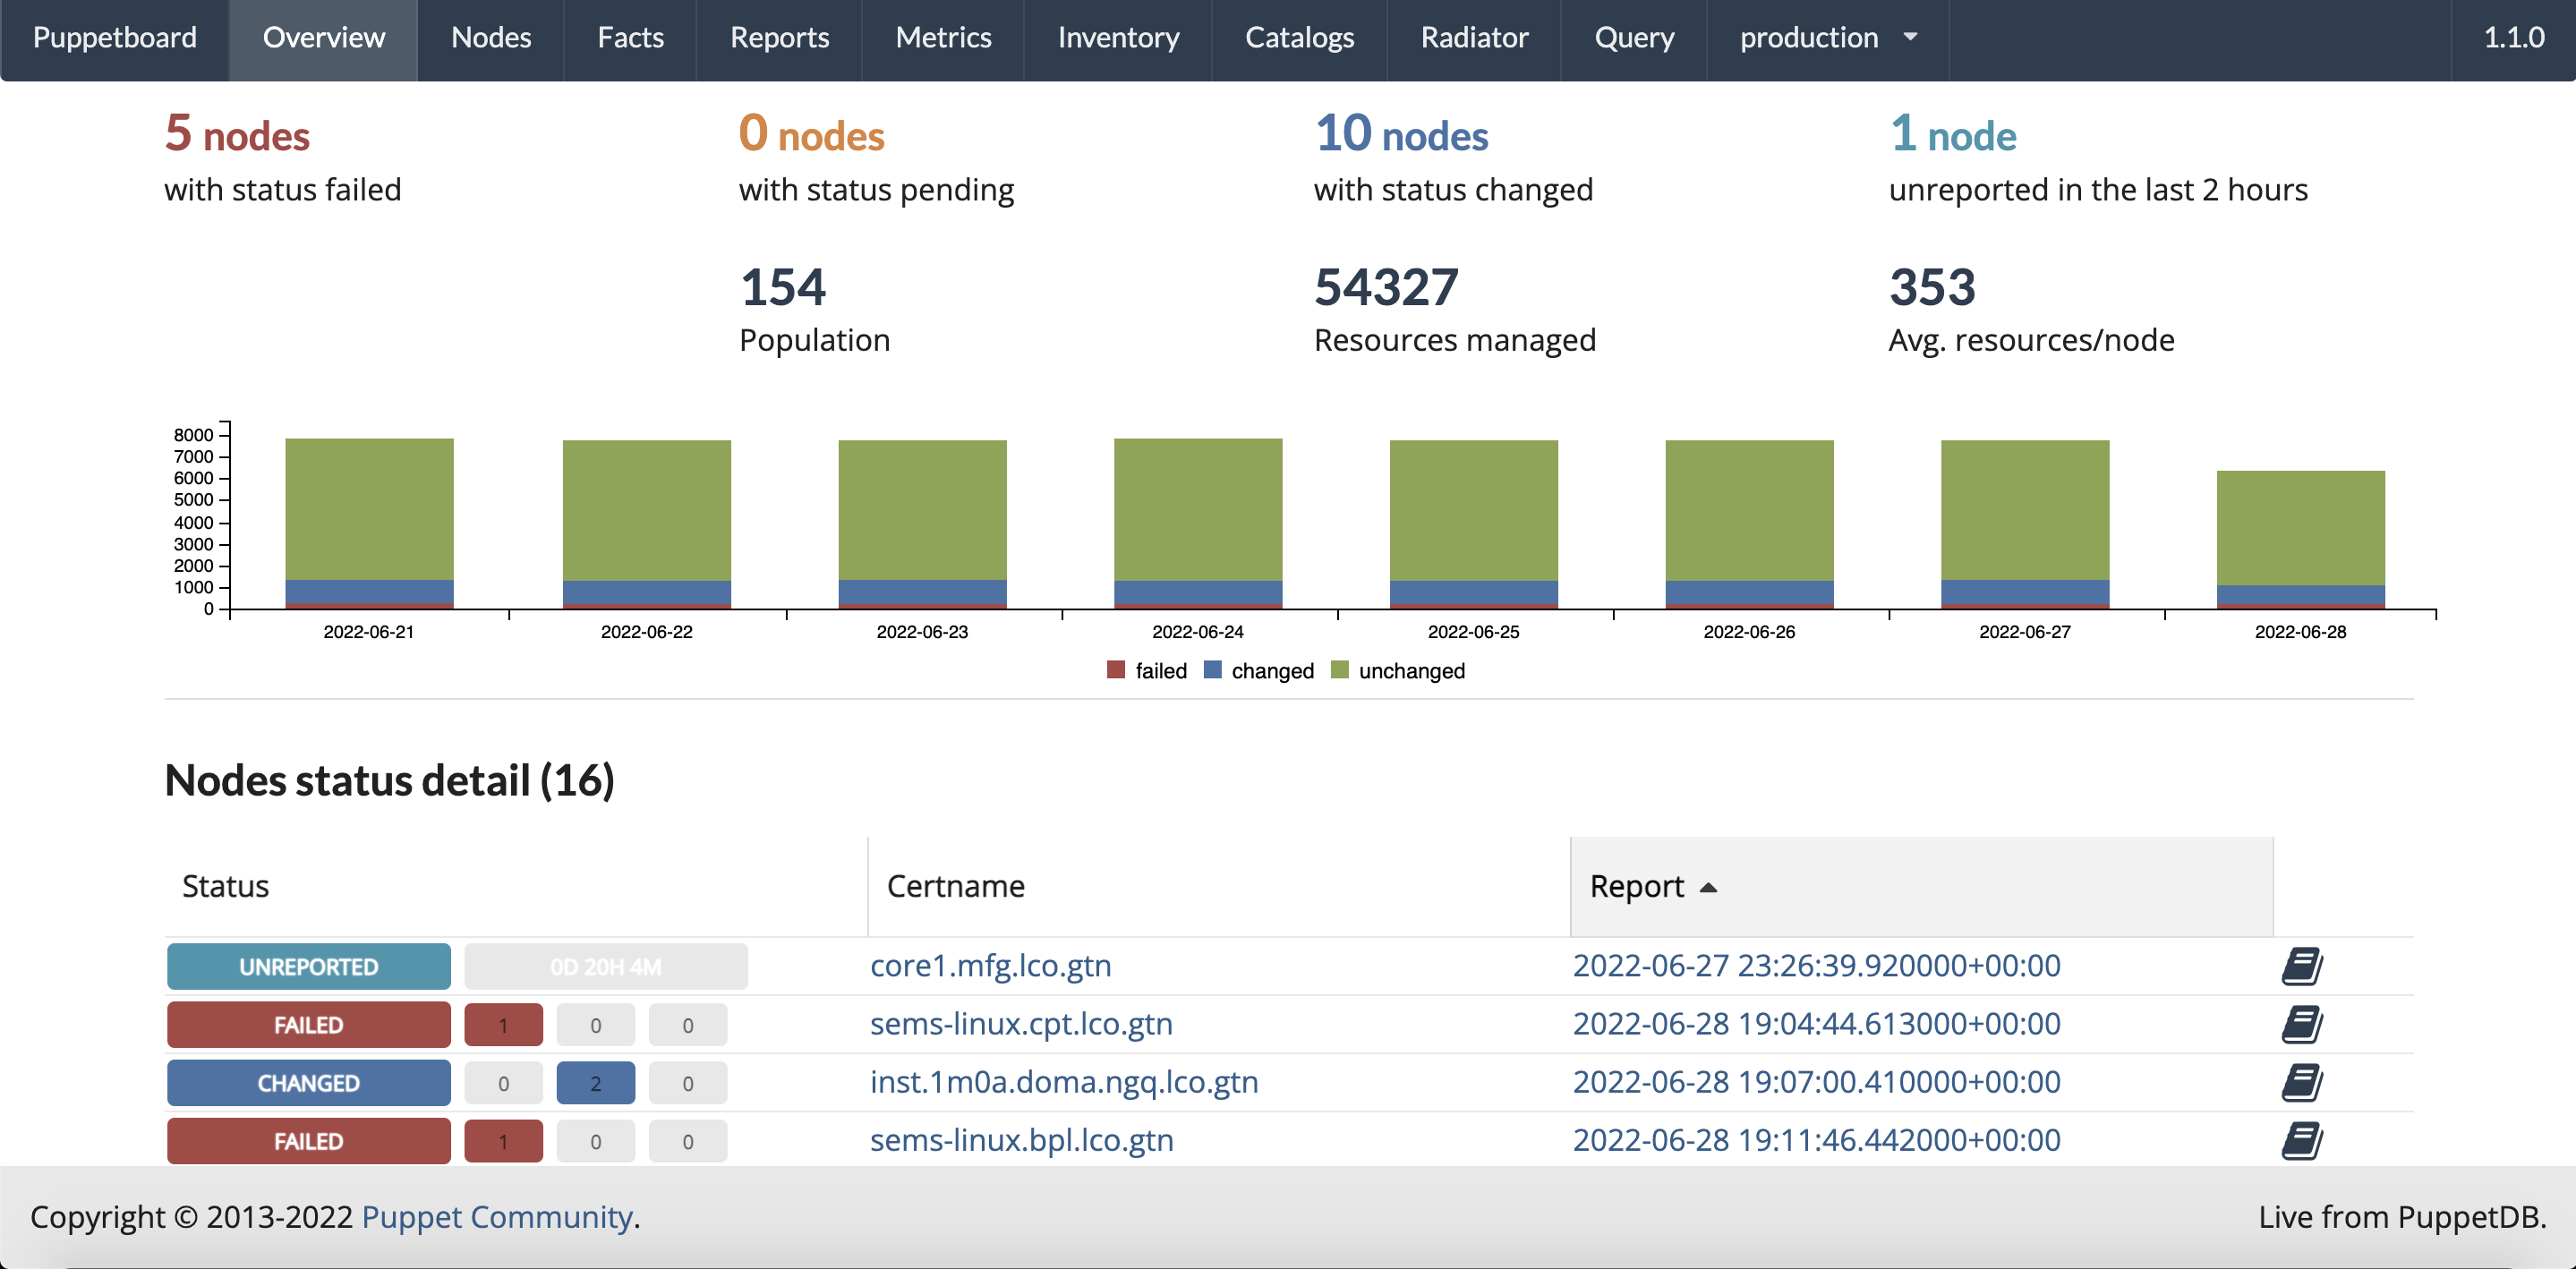 Puppetboard Overview Nodes Facts Reports Metrics Inventory Catalogs Radiator Query production 1.1.0
5 nodes 0 nodes 10 nodes 1 node
with status failed with status pending with status changed unreported in the last 2 hours
154 54327 353
Population Resources managed Avg. resources/node
8000
7000
6000
5000
4000
3000
2000
1000
0
2022-06-21 2022-06-22 2022-06-23 2022-06-24 2022-06-25 2022-06-26 2022-06-27 2022-06-28
failed changed unchanged
Nodes status detail (16)
Status Certname Report
UNREPORTED 0D 20H 4M core1.mfg.lco.gtn 2022-06-27 23:26:39.920000+00:00
FAILED 1 0 0 sems-linux.cpt.lco.gtn 2022-06-28 19:04:44.613000+00:00
CHANGED 0 2 0 inst.1m0a.doma.ngq.lco.gtn 2022-06-28 19:07:00.410000+00:00
FAILED 1 0 0 sems-linux.bpl.lco.gtn 2022-06-28 19:11:46.442000+00:00
Copyright © 2013-2022 Puppet Community. Live from PuppetDB.